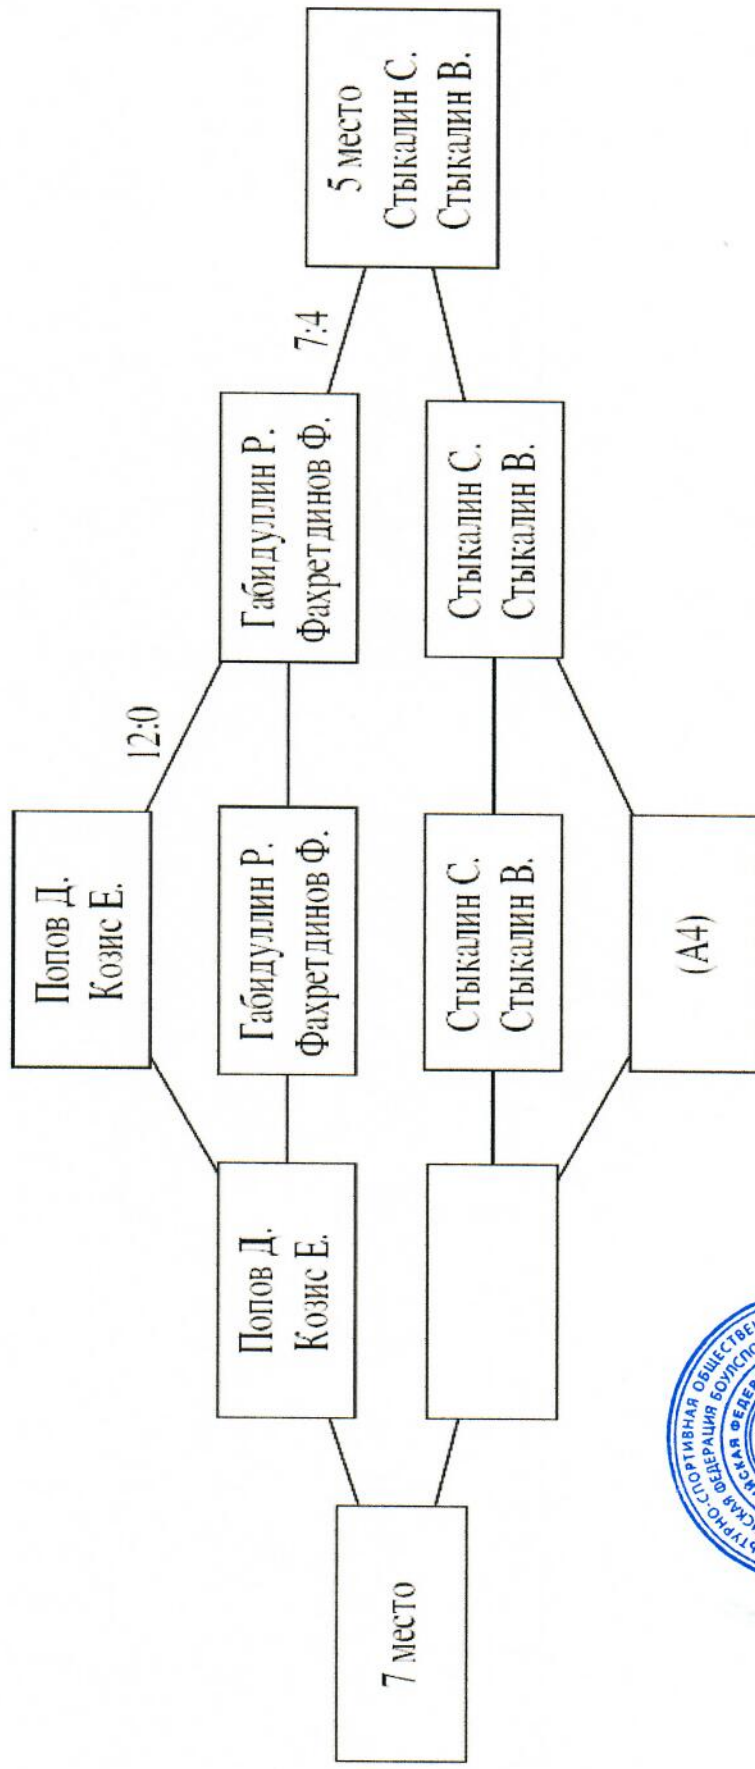 Попов Д.
Козис Е.
(А4)
12:0
Габидуллин Р.
Фахретдинов Ф.
Стыкалин С.
Стыкалин В.
Габидуллин Р.
Фахретдинов Ф.
Стыкалин С.
Стыкалин В.
7:4
5 место
Стыкалин С.
Стыкалин В.
Попов Д.
Козис Е.
7 место